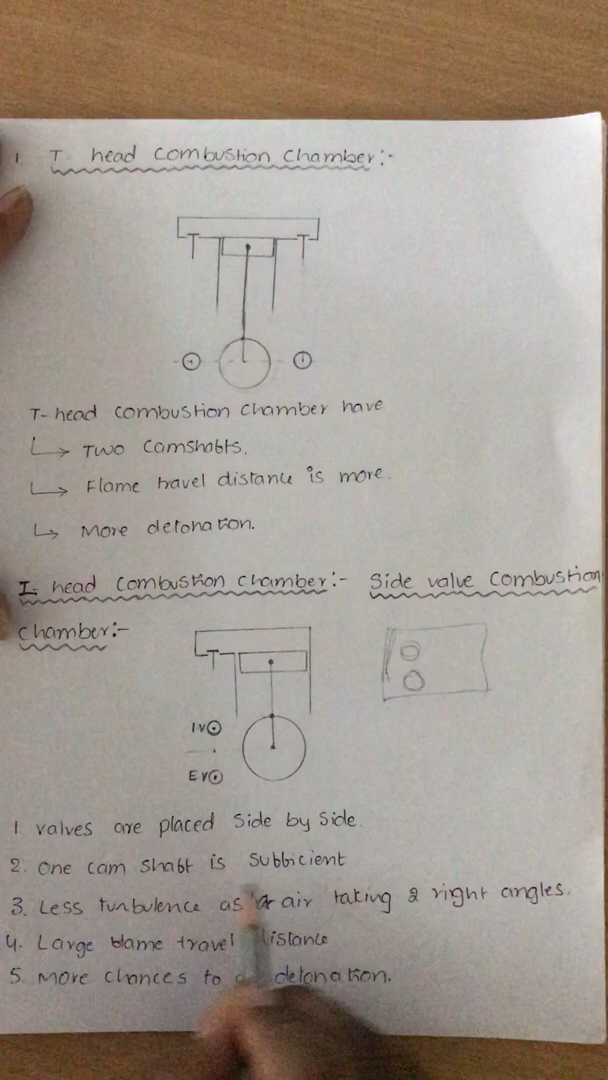 1. T- head combustion chamber:-
T-head combustion chamber have
Two camshafts.
Flame travel distance is more.
More detonation.
I- head combustion chamber:- Side valve combustion
chamber:-
IV
EV
1 valves are placed side by side.
2. One cam shaft is sufficient
3. Less turbulence as air taking 2 right angles.
4. Large flame travel distance
5. More chances to detonation.